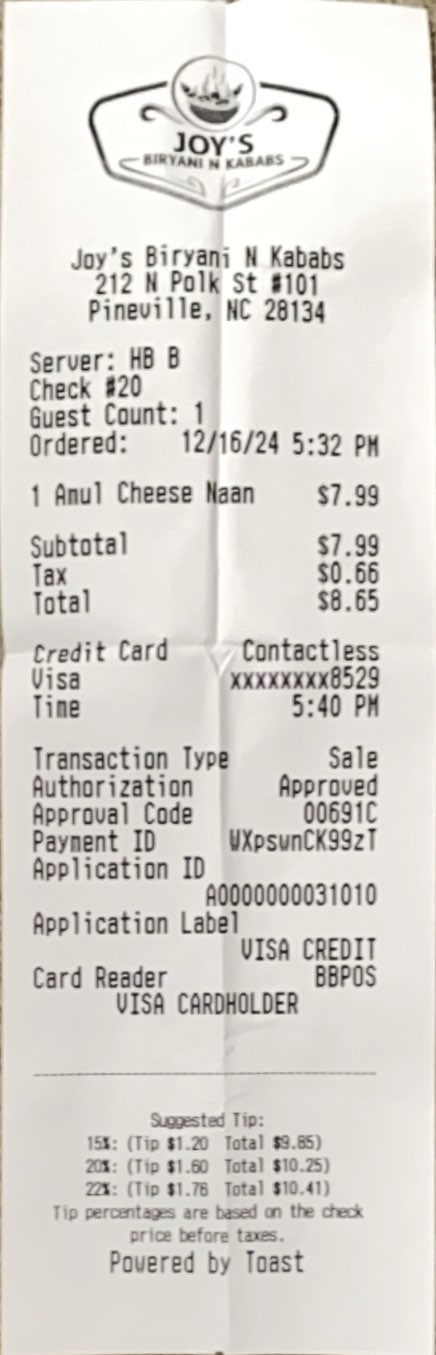 JOY'S
BIRYANI N KABABS
Joy's Biryani N Kababs
212 N Polk St #101
Pineville, NC 28134
Server: HB B
Check #20
Guest Count: 1
Ordered: 12/16/24 5:32 PM
1 Amul Cheese Naan $7.99
Subtotal $7.99
Tax $0.66
Total $8.65
Credit Card Contactless
Visa xxxxxxxx8529
Time 5:40 PM
Transaction Type Sale
Authorization Approved
Approval Code 00691C
Payment ID WXpswnCK99zT
Application ID
A0000000031010
Application Label
VISA CREDIT
Card Reader BBPOS
VISA CARDHOLDER
Suggested Tip:
15%: (Tip $1.20 Total $9.85)
20%: (Tip $1.60 Total $10.25)
22%: (Tip $1.76 Total $10.41)
Tip percentages are based on the check
price before taxes.
Powered by Toast